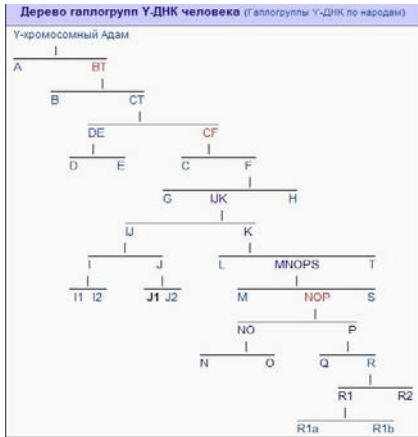 Дерево гаплогрупп Y-ДНК человека (Гаплогруппы Y-ДНК по народам)
Y-хромосомный Адам
A BT
B CT
DE CF
D E C F
G IJK H
IJ K
I J L MNOPS T
I1 I2 J1 J2 M NOP S
NO P
N O Q R
R1 R2
R1a R1b